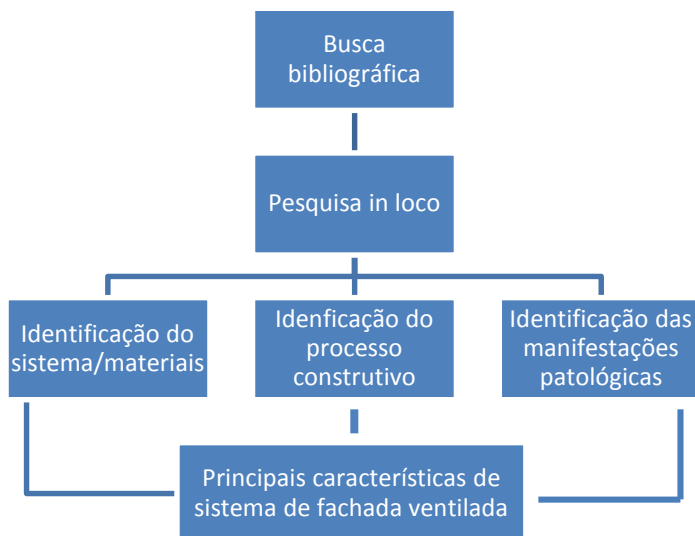 Busca
bibliográfica
Pesquisa in loco
Identificação do
sistema/materiais
Idenficação do
processo
construtivo
Identificação das
manifestações
patológicas
Principais características de
sistema de fachada ventilada